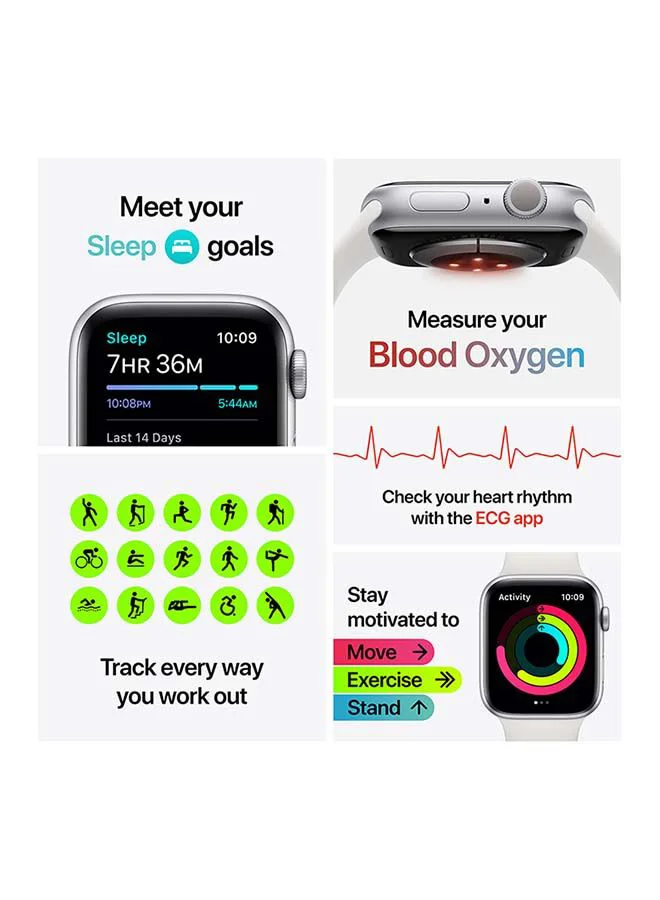 Meet your
Sleep goals
Sleep 10:09
7HR 36M
10:08PM 5:44AM
Last 14 Days
Measure your
Blood Oxygen
Check your heart rhythm
with the ECG app
Track every way
you work out
Stay
motivated to
Move
Exercise
Stand
Activity 10:09